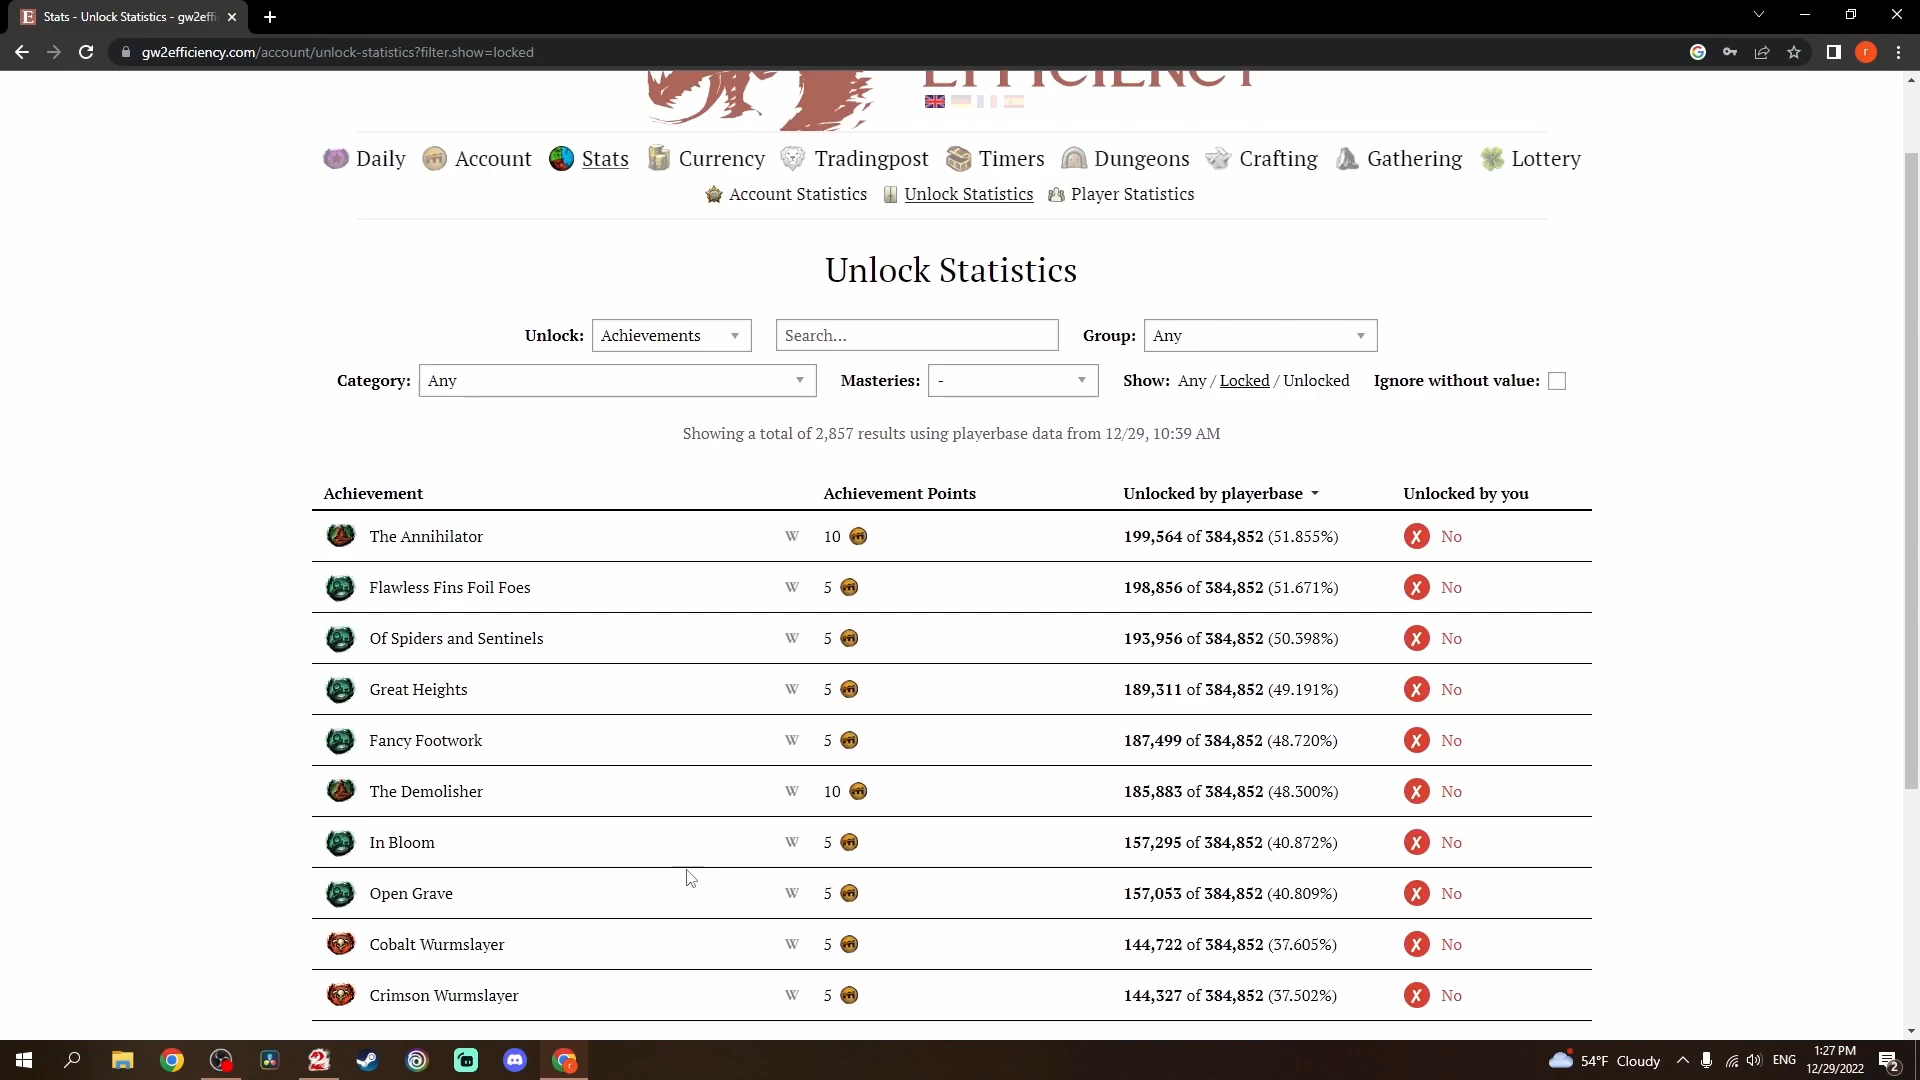 Stats - Unlock Statistics - gw2effi
gw2efficiency.com/account/unlock-statistics?filter.show=locked
r
EFFICIENCY
Daily Account Stats Currency Tradingpost Timers Dungeons Crafting Gathering Lottery
Account Statistics Unlock Statistics Player Statistics
Unlock Statistics
Unlock: Achievements Search... Group: Any
Category: Any Masteries: - Show: Any / Locked / Unlocked Ignore without value:
Showing a total of 2,857 results using playerbase data from 12/29, 10:39 AM
Achievement Achievement Points Unlocked by playerbase Unlocked by you
The Annihilator W 10 199,564 of 384,852 (51.855%) No
Flawless Fins Foil Foes W 5 198,856 of 384,852 (51.671%) No
Of Spiders and Sentinels W 5 193,956 of 384,852 (50.398%) No
Great Heights W 5 189,311 of 384,852 (49.191%) No
Fancy Footwork W 5 187,499 of 384,852 (48.720%) No
The Demolisher W 10 185,883 of 384,852 (48.300%) No
In Bloom W 5 157,295 of 384,852 (40.872%) No
Open Grave W 5 157,053 of 384,852 (40.809%) No
Cobalt Wurmslayer W 5 144,722 of 384,852 (37.605%) No
Crimson Wurmslayer W 5 144,327 of 384,852 (37.502%) No
54°F Cloudy ENG 1:27 PM
12/29/2022
2